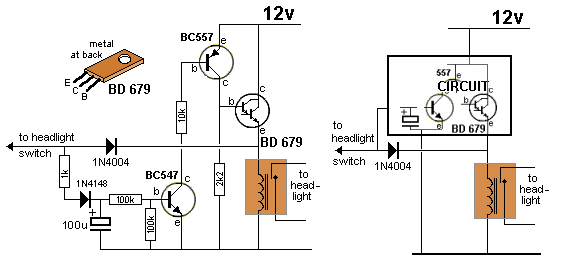 metal
at back
E
C
B
BD 679
BC557
12v
e
b
c
10k
c
b
e
BD 679
to headlight
switch
1N4004
1k
1N4148
+
100u
100k
100k
BC547
b
c
e
2k2
to
head-
light
12v
557
CIRCUIT
e
b
c
c
e
+
BD 679
to
headlight
switch
1N4004
to
head-
light